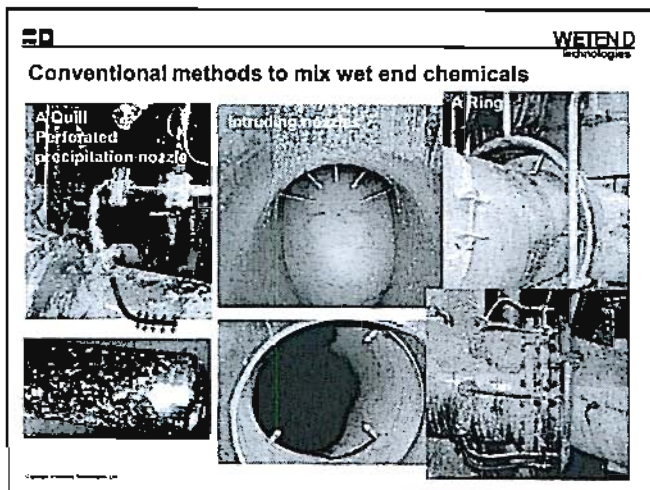 WETEND
Technologies
Conventional methods to mix wet end chemicals
A Quill
Perforated
precipitation nozzle
Intruding nozzles
A Ring